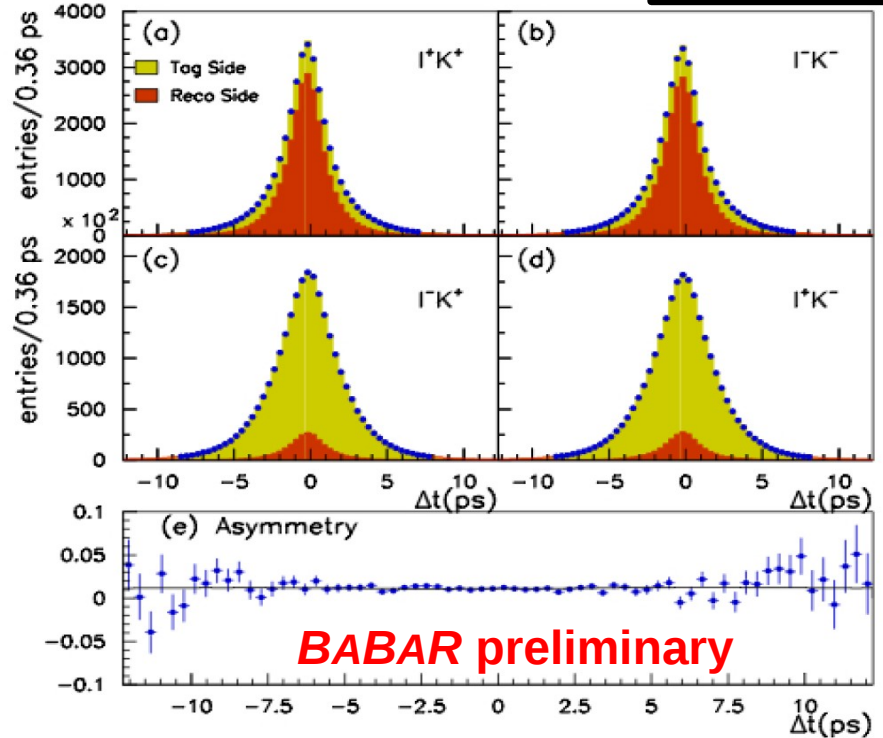 (a)
l⁺K⁺
Tag Side
Reco Side
entries/0.36 ps
4000
3000
2000
1000
× 10²
0
(b)
l⁻K⁻
(c)
l⁻K⁺
entries/0.36 ps
2000
1500
1000
500
0
−10 −5 0 5 10
Δt(ps)
(d)
l⁺K⁻
−10 −5 0 5 10
Δt(ps)
(e) Asymmetry
0.1
0.05
0
−0.05
−0.1
BABAR preliminary
−10 −7.5 −5 −2.5 0 2.5 5 7.5 10
Δt(ps)